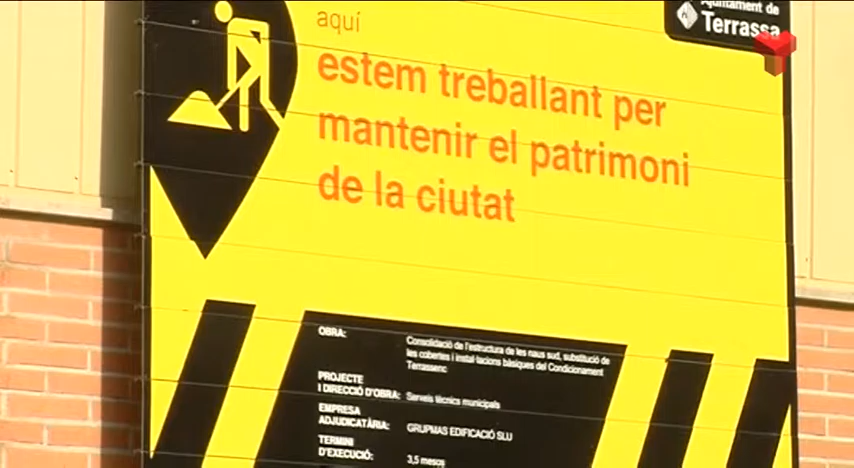 Ajuntament de
Terrassa
aquí
estem treballant per
mantenir el patrimoni
de la ciutat
OBRA: Consolidació de l'estructura de les naus sud, substitució de
les cobertes i instal·lacions bàsiques del Condicionament
Terrassenc
PROJECTE
I DIRECCIÓ D'OBRA: Serveis tècnics municipals
EMPRESA
ADJUDICATÀRIA: GRUPMAS EDIFICACIÓ SLU
TERMINI
D'EXECUCIÓ: 3,5 mesos